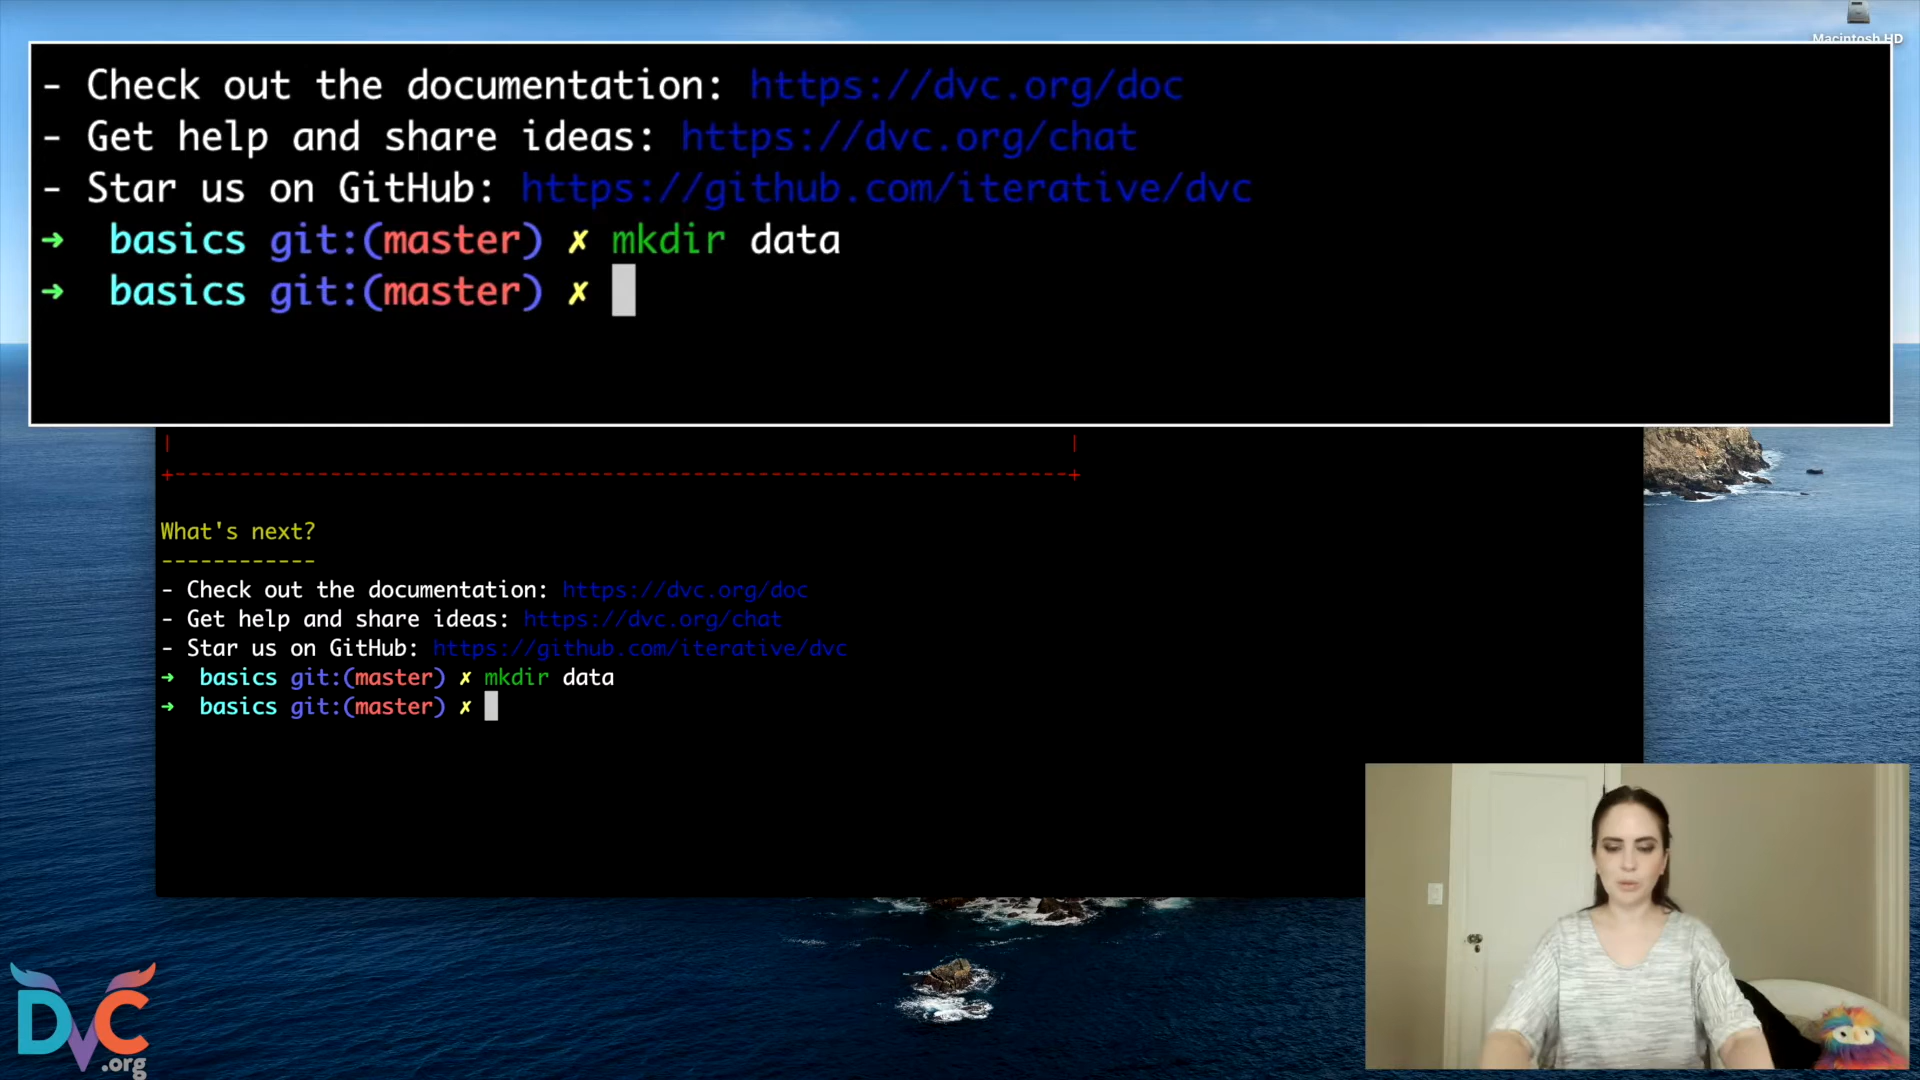 Macintosh HD
- Check out the documentation: https://dvc.org/doc
- Get help and share ideas: https://dvc.org/chat
- Star us on GitHub: https://github.com/iterative/dvc
➜ basics git:(master) ✗ mkdir data
➜ basics git:(master) ✗
| |
+----------------------------------------------------------------------+
What's next?
------------
- Check out the documentation: https://dvc.org/doc
- Get help and share ideas: https://dvc.org/chat
- Star us on GitHub: https://github.com/iterative/dvc
➜ basics git:(master) ✗ mkdir data
➜ basics git:(master) ✗
DVC
.org